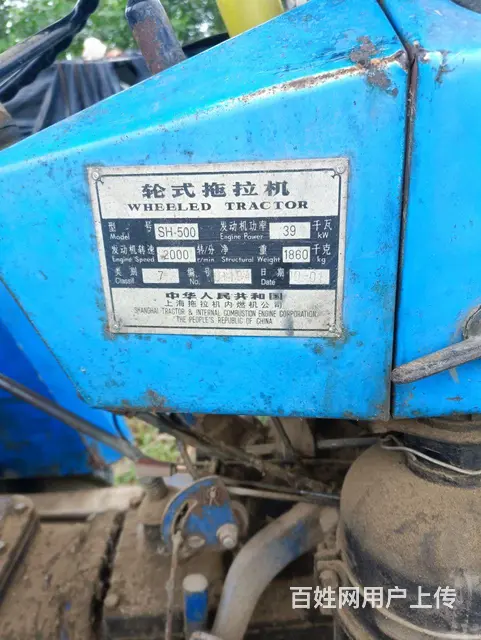 轮式拖拉机
WHEELED TRACTOR
型号 Model SH-500 发动机功率 Engine Power 39 千瓦 kW
发动机转速 Engine Speed 2000 转/分 r/min 净重 Structural Weight 1860 千克 kg
类别 Classif 7 编号 No. 日期 Date
中华人民共和国
上海拖拉机内燃机公司
SHANGHAI TRACTOR & INTERNAL COMBUSTION ENGINE CORPORATION
THE PEOPLE'S REPUBLIC OF CHINA
百姓网用户上传